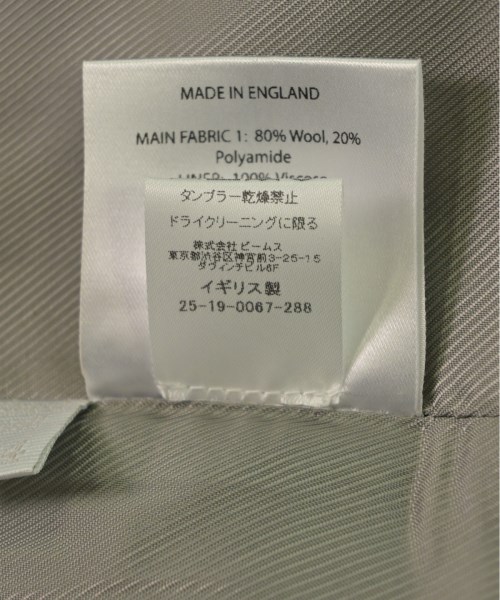 MADE IN ENGLAND
MAIN FABRIC 1: 80% Wool, 20%
Polyamide
LINER: 100% Viscose
タンブラー乾燥禁止
ドライクリーニングに限る
株式会社 ビームス
東京都渋谷区神宮前3-25-15
ダヴィンチビル6F
イギリス製
25-19-0067-288